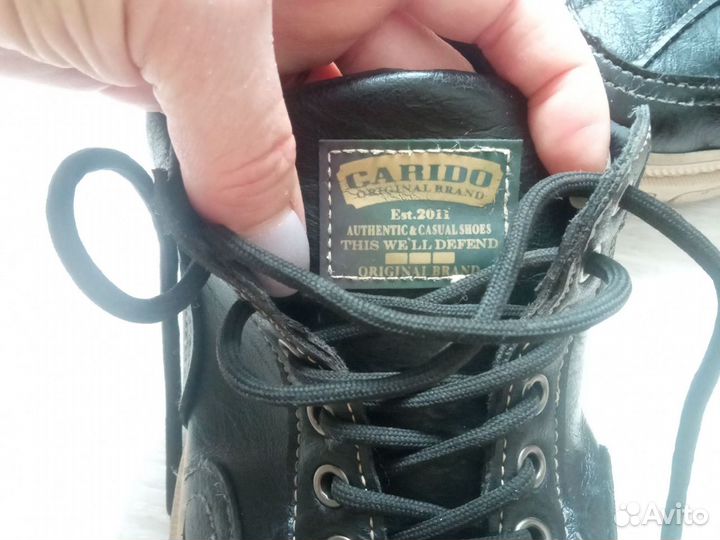 CARIDO
ORIGINAL BRAND
Est.2011
AUTHENTIC & CASUAL SHOES
THIS WE'LL DEFEND
ORIGINAL BRAND
Avito